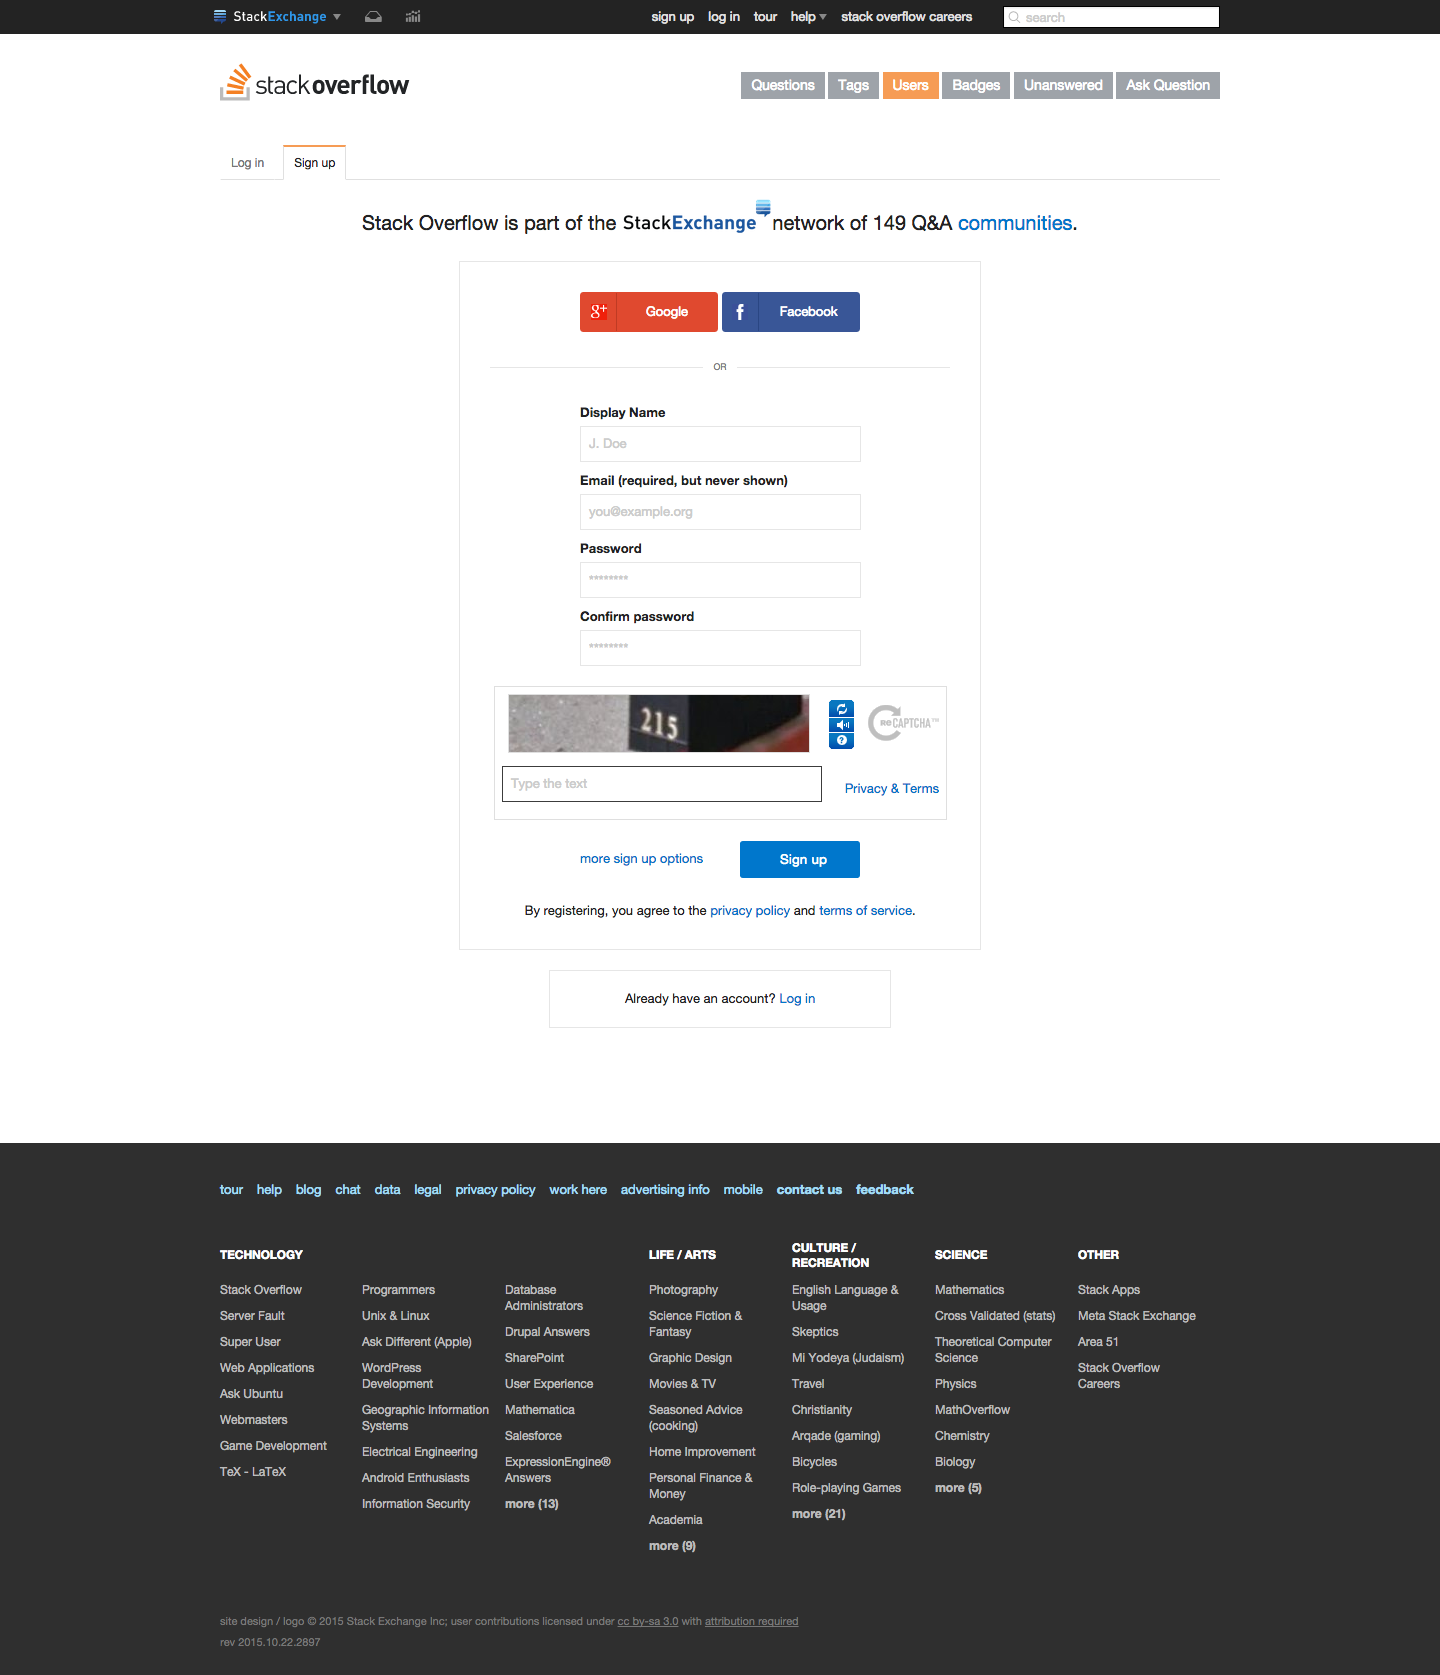 StackExchange
sign up log in tour help stack overflow careers search
stackoverflow
Questions Tags Users Badges Unanswered Ask Question
Log in Sign up
Stack Overflow is part of the StackExchange network of 149 Q&A communities.
g+ Google f Facebook
OR
Display Name
J. Doe
Email (required, but never shown)
you@example.org
Password
********
Confirm password
********
215
reCAPTCHA™
Type the text
Privacy & Terms
more sign up options Sign up
By registering, you agree to the privacy policy and terms of service.
Already have an account? Log in
tour help blog chat data legal privacy policy work here advertising info mobile contact us feedback
TECHNOLOGY
Stack Overflow
Server Fault
Super User
Web Applications
Ask Ubuntu
Webmasters
Game Development
TeX - LaTeX
Programmers
Unix & Linux
Ask Different (Apple)
WordPress
Development
Geographic Information
Systems
Electrical Engineering
Android Enthusiasts
Information Security
Database
Administrators
Drupal Answers
SharePoint
User Experience
Mathematica
Salesforce
ExpressionEngine®
Answers
more (13)
LIFE / ARTS
Photography
Science Fiction &
Fantasy
Graphic Design
Movies & TV
Seasoned Advice
(cooking)
Home Improvement
Personal Finance &
Money
Academia
more (9)
CULTURE /
RECREATION
English Language &
Usage
Skeptics
Mi Yodeya (Judaism)
Travel
Christianity
Arqade (gaming)
Bicycles
Role-playing Games
more (21)
SCIENCE
Mathematics
Cross Validated (stats)
Theoretical Computer
Science
Physics
MathOverflow
Chemistry
Biology
more (5)
OTHER
Stack Apps
Meta Stack Exchange
Area 51
Stack Overflow
Careers
site design / logo © 2015 Stack Exchange Inc; user contributions licensed under cc by-sa 3.0 with attribution required
rev 2015.10.22.2897